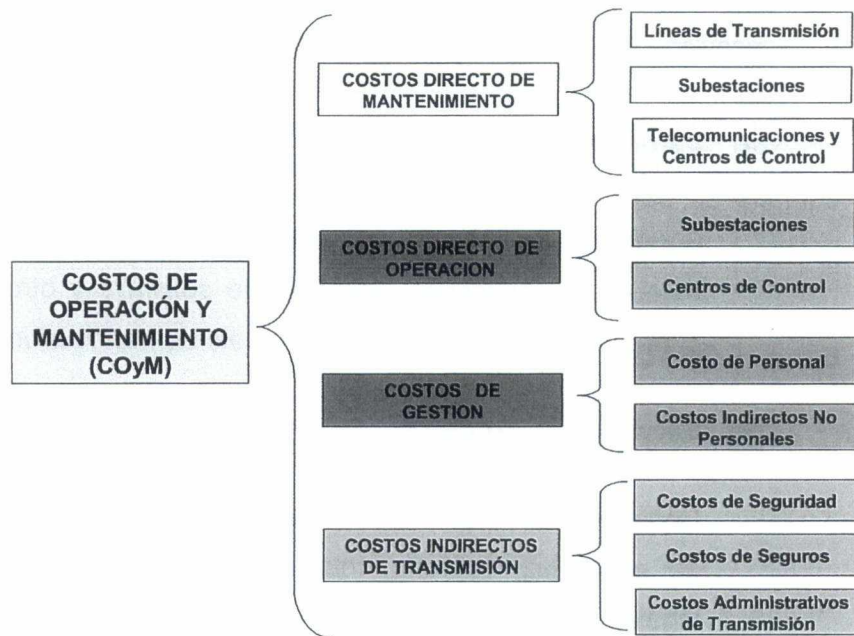 COSTOS DE
OPERACIÓN Y
MANTENIMIENTO
(COyM)
COSTOS DIRECTO DE
MANTENIMIENTO
Líneas de Transmisión
Subestaciones
Telecomunicaciones y
Centros de Control
COSTOS DIRECTO DE
OPERACION
Subestaciones
Centros de Control
COSTOS DE
GESTION
Costo de Personal
Costos Indirectos No
Personales
COSTOS INDIRECTOS
DE TRANSMISIÓN
Costos de Seguridad
Costos de Seguros
Costos Administrativos
de Transmisión